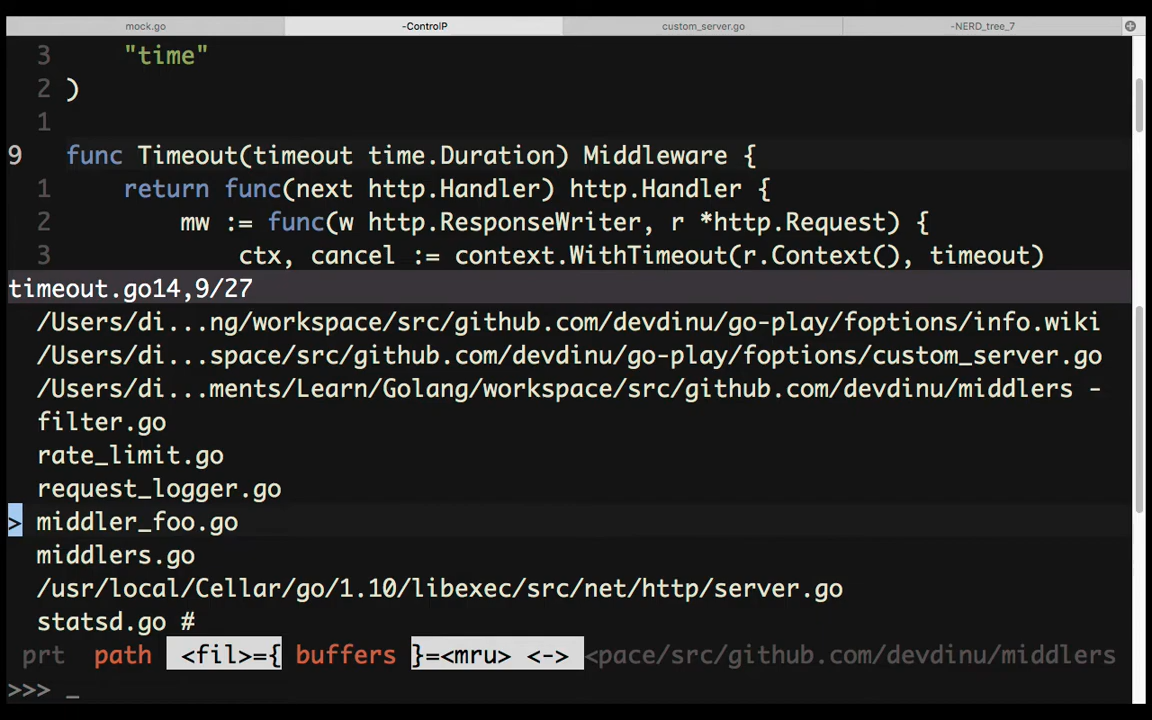 mock.go -ControlP custom_server.go -NERD_tree_7
3 "time"
2 )
1
9 func Timeout(timeout time.Duration) Middleware {
1 return func(next http.Handler) http.Handler {
2 mw := func(w http.ResponseWriter, r *http.Request) {
3 ctx, cancel := context.WithTimeout(r.Context(), timeout)
timeout.go14,9/27
/Users/di...ng/workspace/src/github.com/devdinu/go-play/foptions/info.wiki
/Users/di...space/src/github.com/devdinu/go-play/foptions/custom_server.go
/Users/di...ments/Learn/Golang/workspace/src/github.com/devdinu/middlers -
filter.go
rate_limit.go
request_logger.go
> middler_foo.go
middlers.go
/usr/local/Cellar/go/1.10/libexec/src/net/http/server.go
statsd.go #
prt path <fil>={ buffers }=<mru> <-> <pace/src/github.com/devdinu/middlers
>>> _